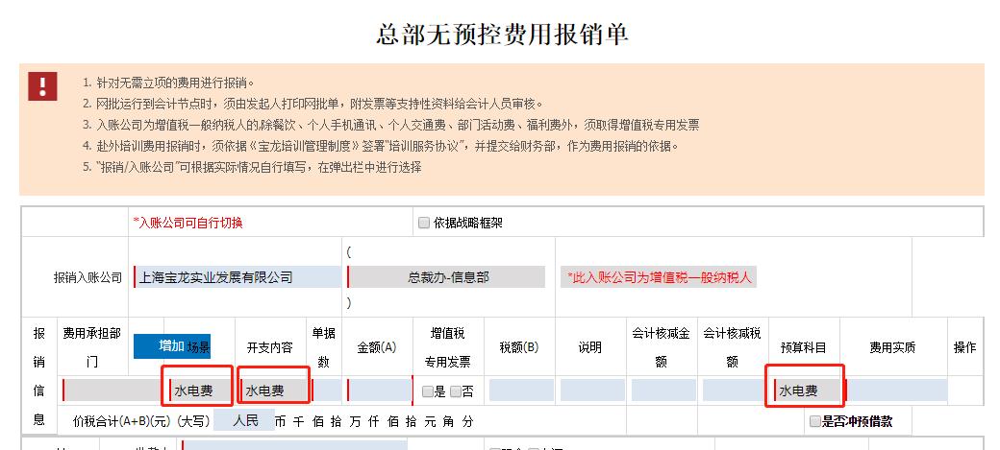 总部无预控费用报销单
!
1. 针对无需立项的费用进行报销。
2. 网批运行到会计节点时，须由发起人打印网批单，附发票等支持性资料给会计人员审核。
3. 入账公司为增值税一般纳税人的,除餐饮、个人手机通讯、个人交通费、部门活动费、福利费外，须取得增值税专用发票
4. 赴外培训费用报销时，须依据《宝龙培训管理制度》签署“培训服务协议”，并提交给财务部，作为费用报销的依据。
5. “报销/入账公司”可根据实际情况自行填写，在弹出栏中进行选择
*入账公司可自行切换 依据战略框架
(
报销入账公司 上海宝龙实业发展有限公司 总裁办-信息部 *此入账公司为增值税一般纳税人
)
报销信息
费用承担部门 增加 场景 开支内容 单据数 金额(A) 增值税专用发票 税额(B) 说明 会计核减金额 会计核减税额 预算科目 费用实质 操作
水电费 水电费 是 否 水电费
价税合计(A+B)(元) (大写) 人民 币 千 佰 拾 万 仟 佰 拾 元 角 分 是否冲预借款